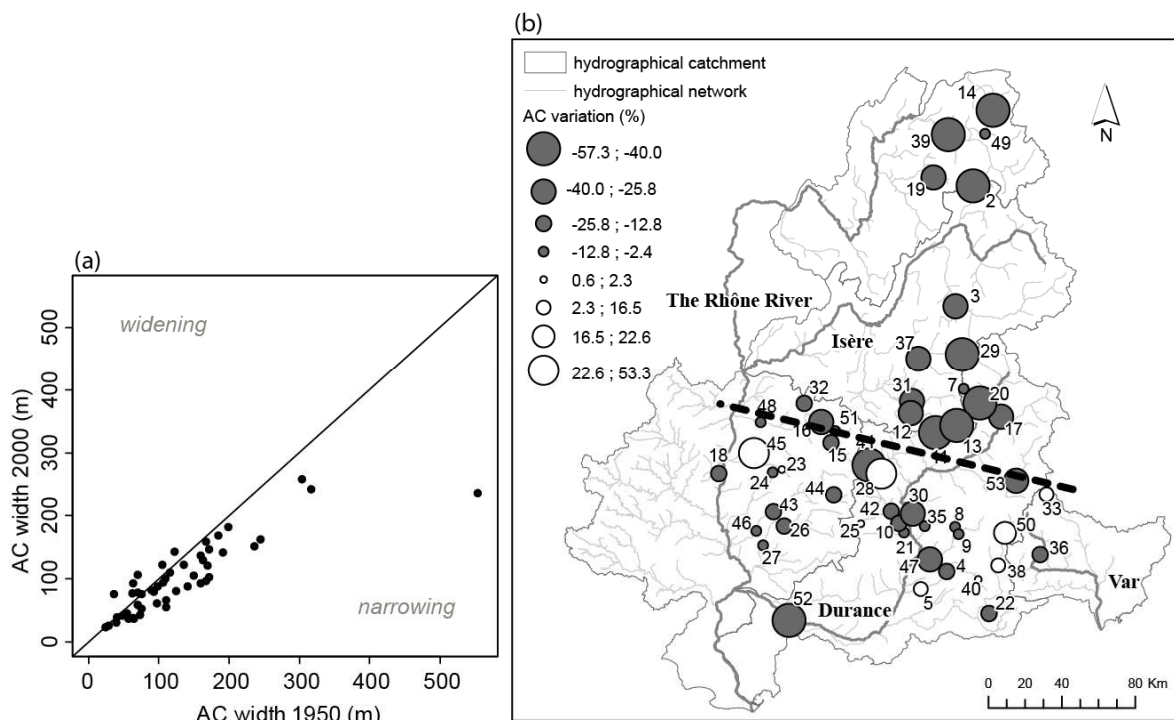 (a)
widening
narrowing
AC width 2000 (m)
0
100
200
300
400
500
0 100 200 300 400 500
AC width 1950 (m)
(b)
hydrographical catchment
hydrographical network
AC variation (%)
-57.3 ; -40.0
-40.0 ; -25.8
-25.8 ; -12.8
-12.8 ; -2.4
0.6 ; 2.3
2.3 ; 16.5
16.5 ; 22.6
22.6 ; 53.3
N
14
39
49
19
2
3
The Rhône River
Isère
37
29
7
31
20
32
12
17
48
51
16
13
15
45
18
23
24
28
53
44
33
43
42
30
8
50
46
26
25
10
35
9
21
36
27
47
4
38
40
5
22
52
Durance
Var
0 20 40 80 Km